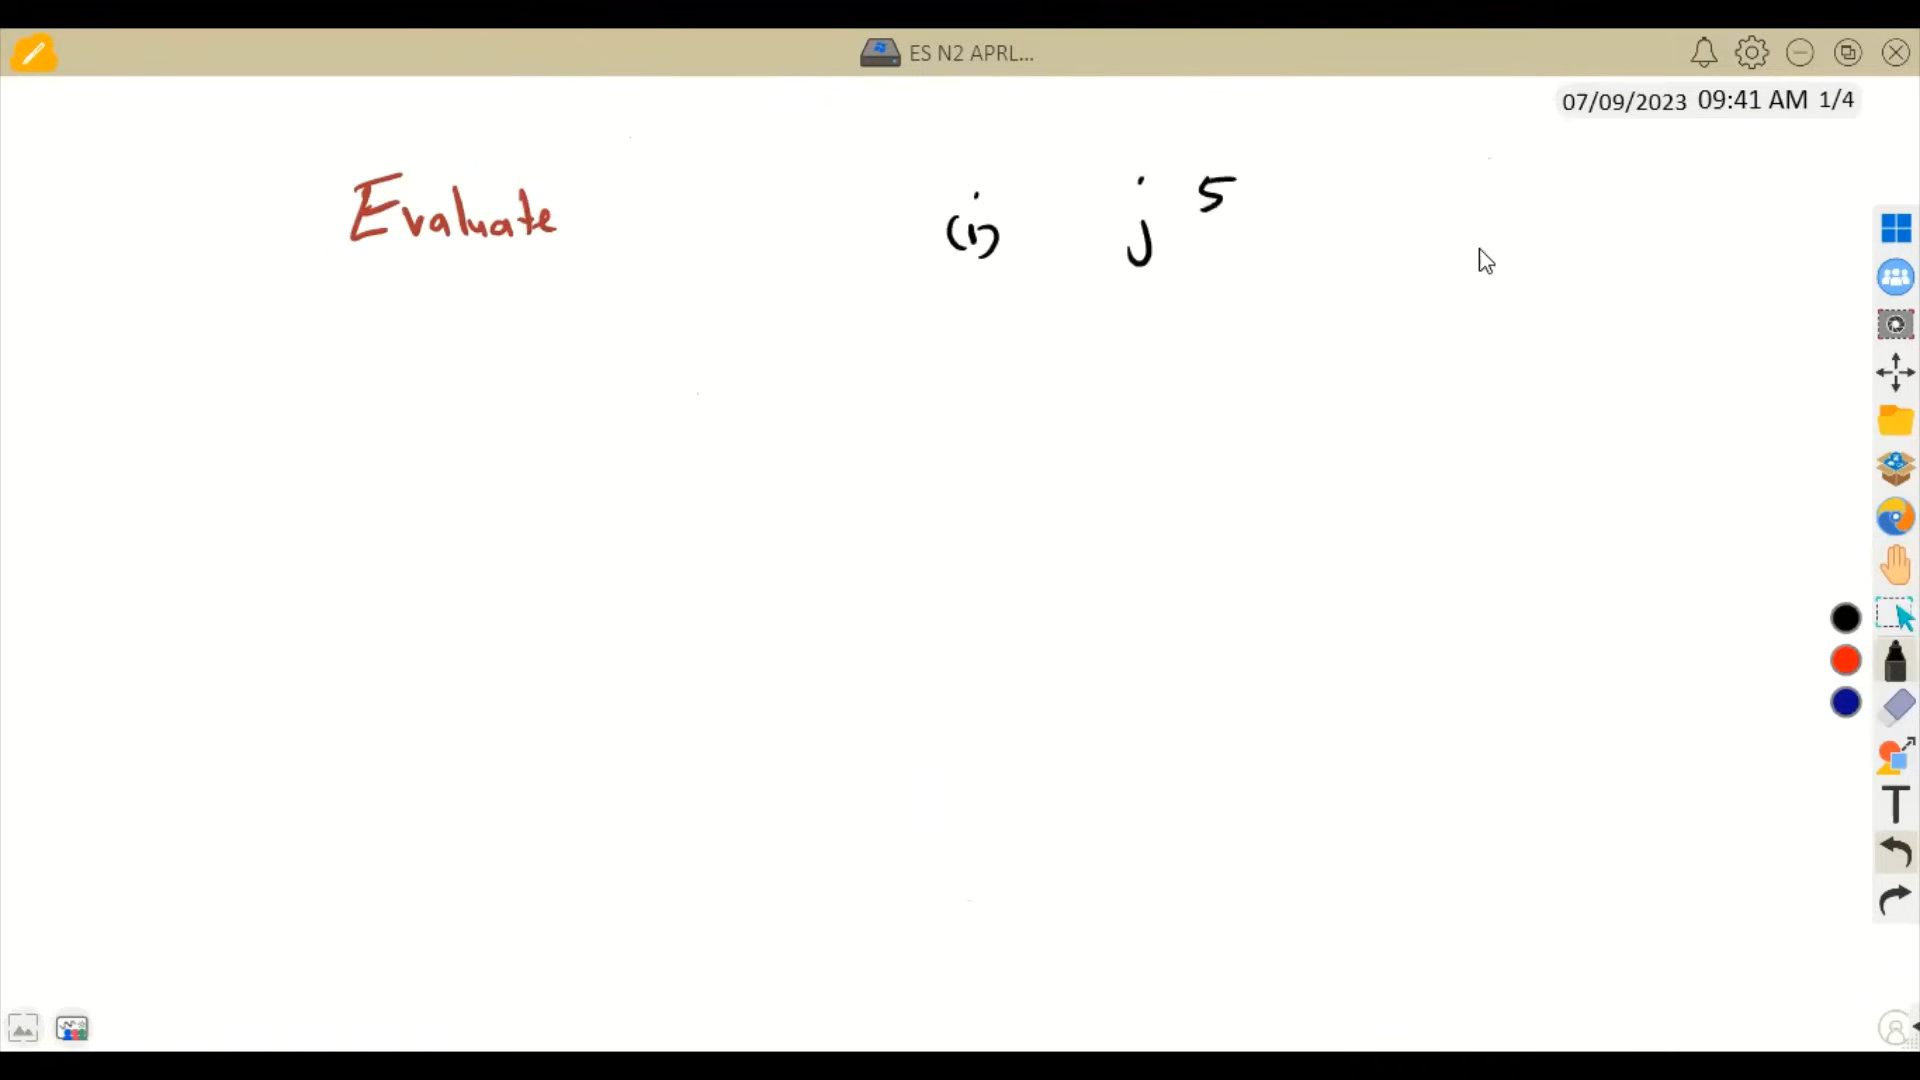 ES N2 APRL...
07/09/2023 09:41 AM 1/4
Evaluate (i) j⁵
T